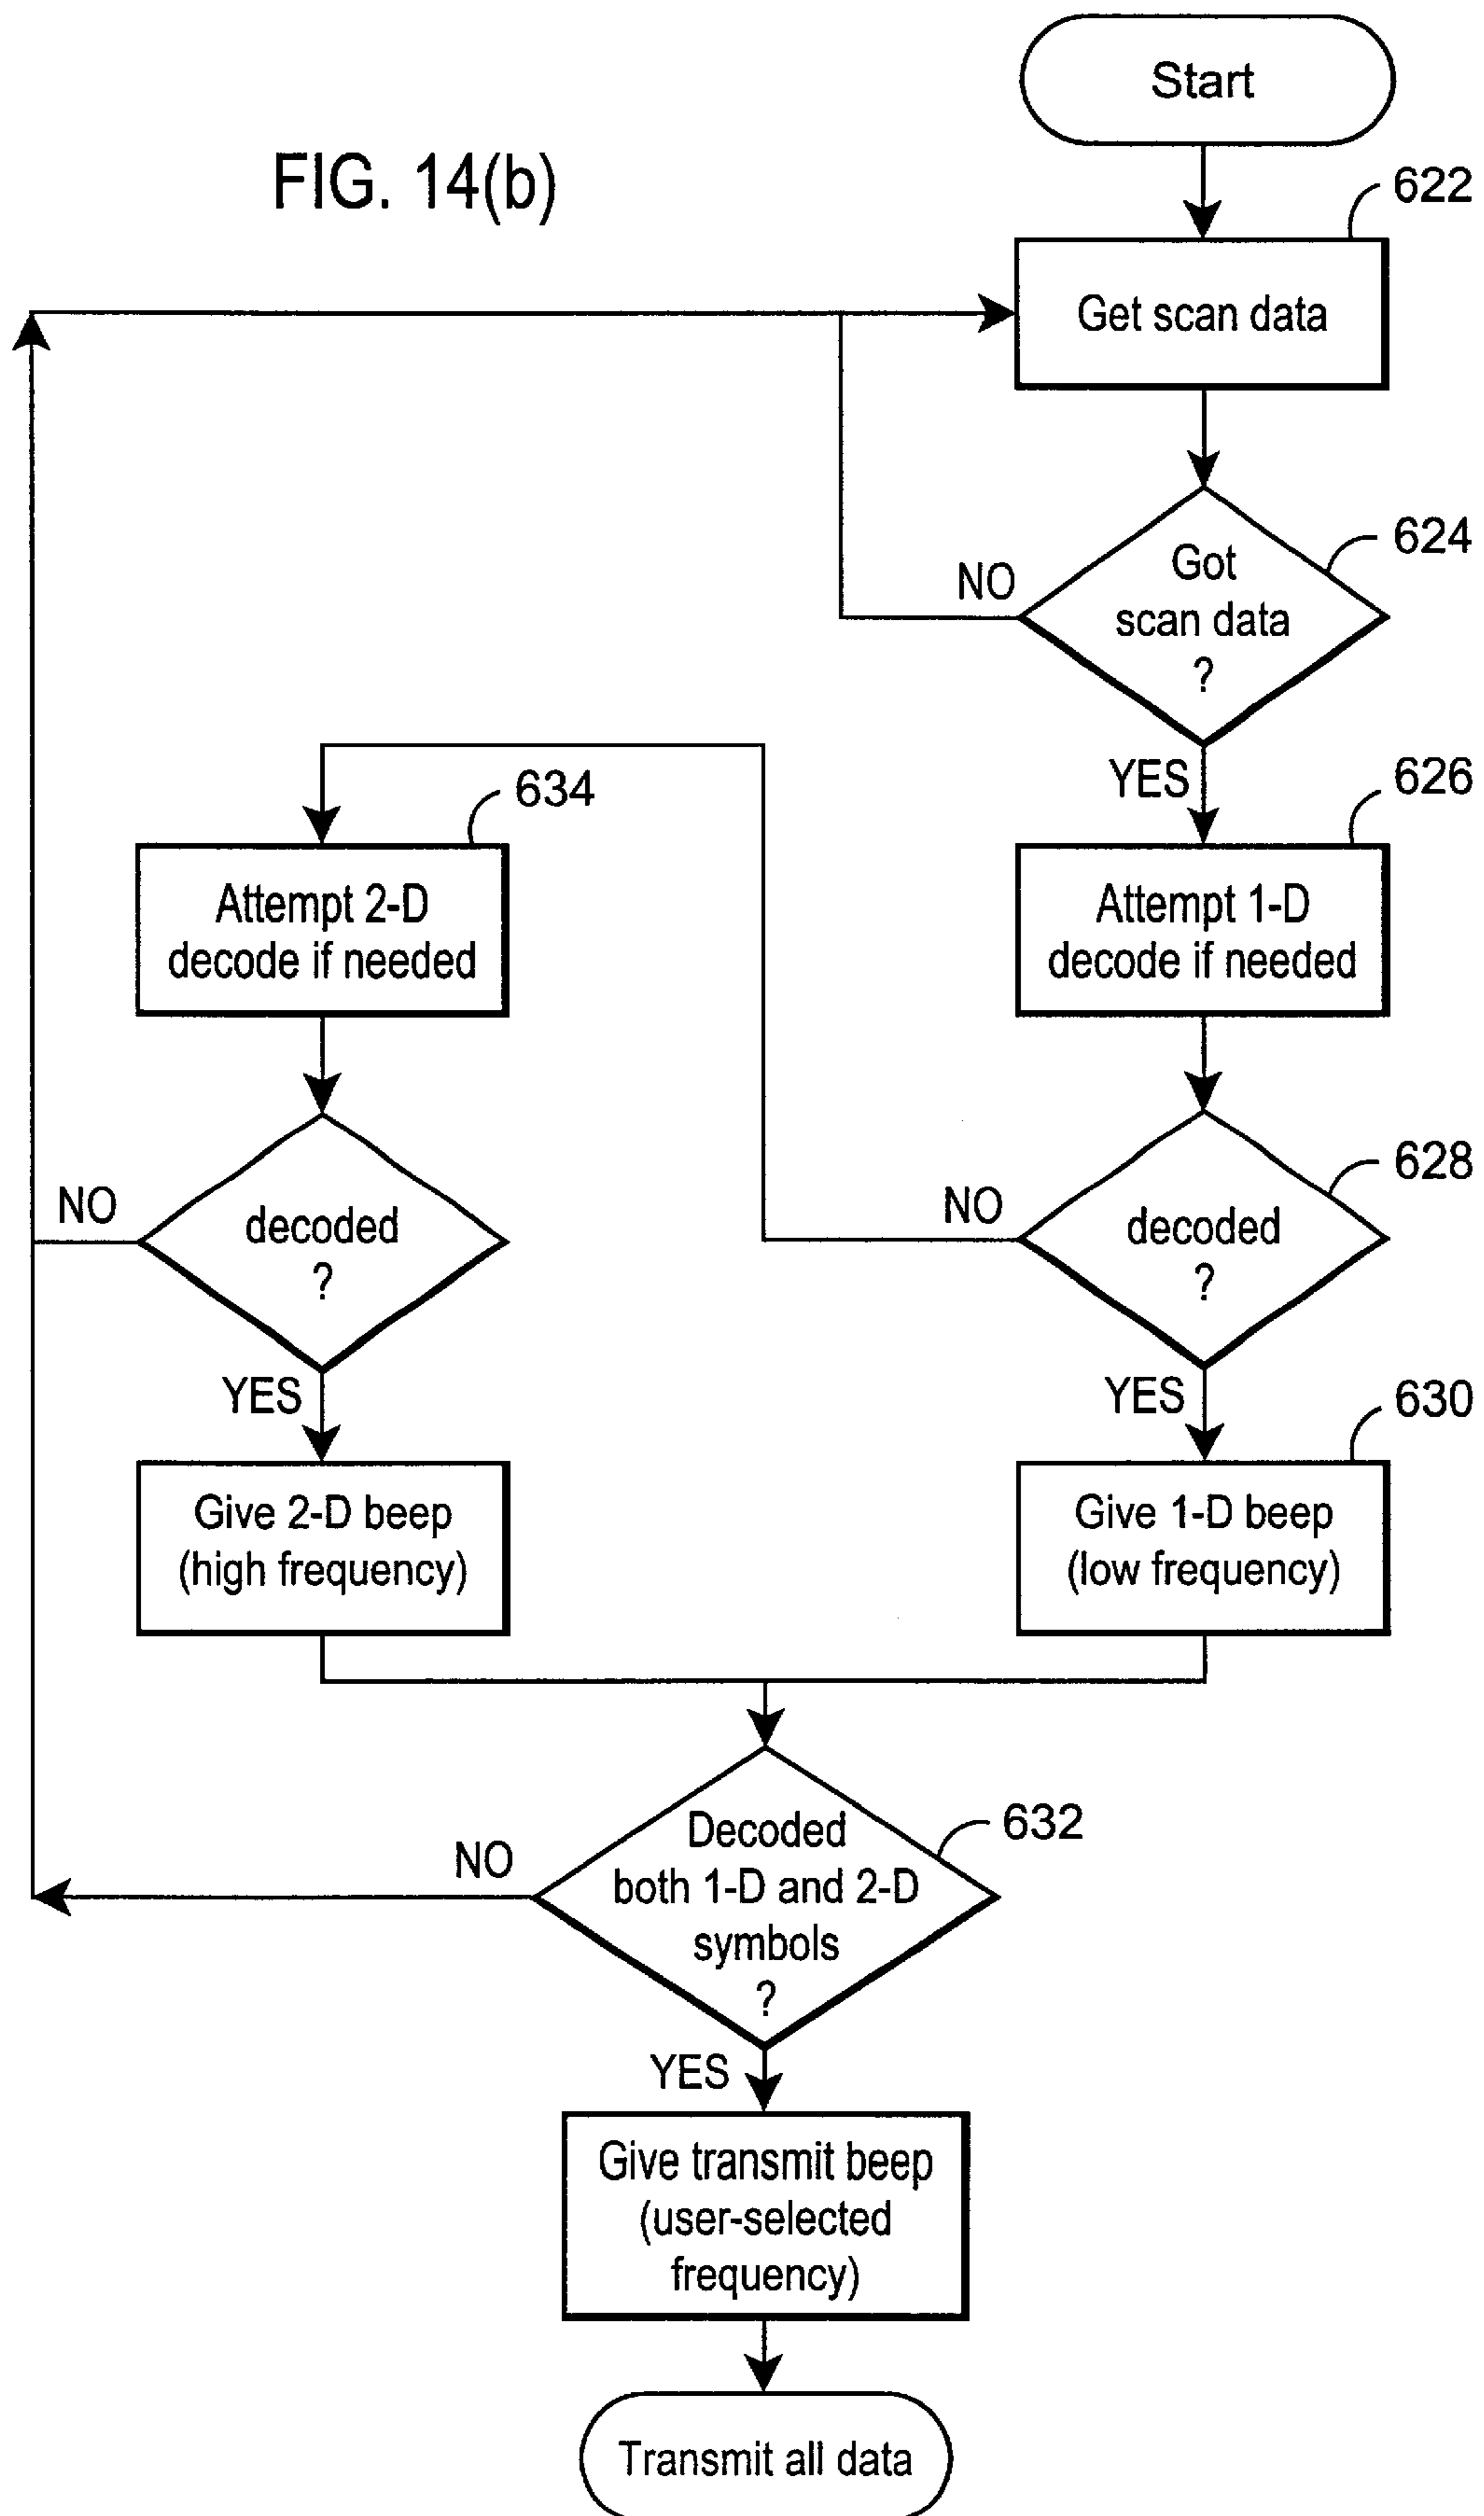 Start
FIG. 14(b)
622
Get scan data
624
Got
scan data
?
NO
YES
626
634
Attempt 2-D
decode if needed
Attempt 1-D
decode if needed
628
NO
decoded
?
NO
decoded
?
YES
YES
630
Give 2-D beep
(high frequency)
Give 1-D beep
(low frequency)
632
NO
Decoded
both 1-D and 2-D
symbols
?
YES
Give transmit beep
(user-selected
frequency)
Transmit all data